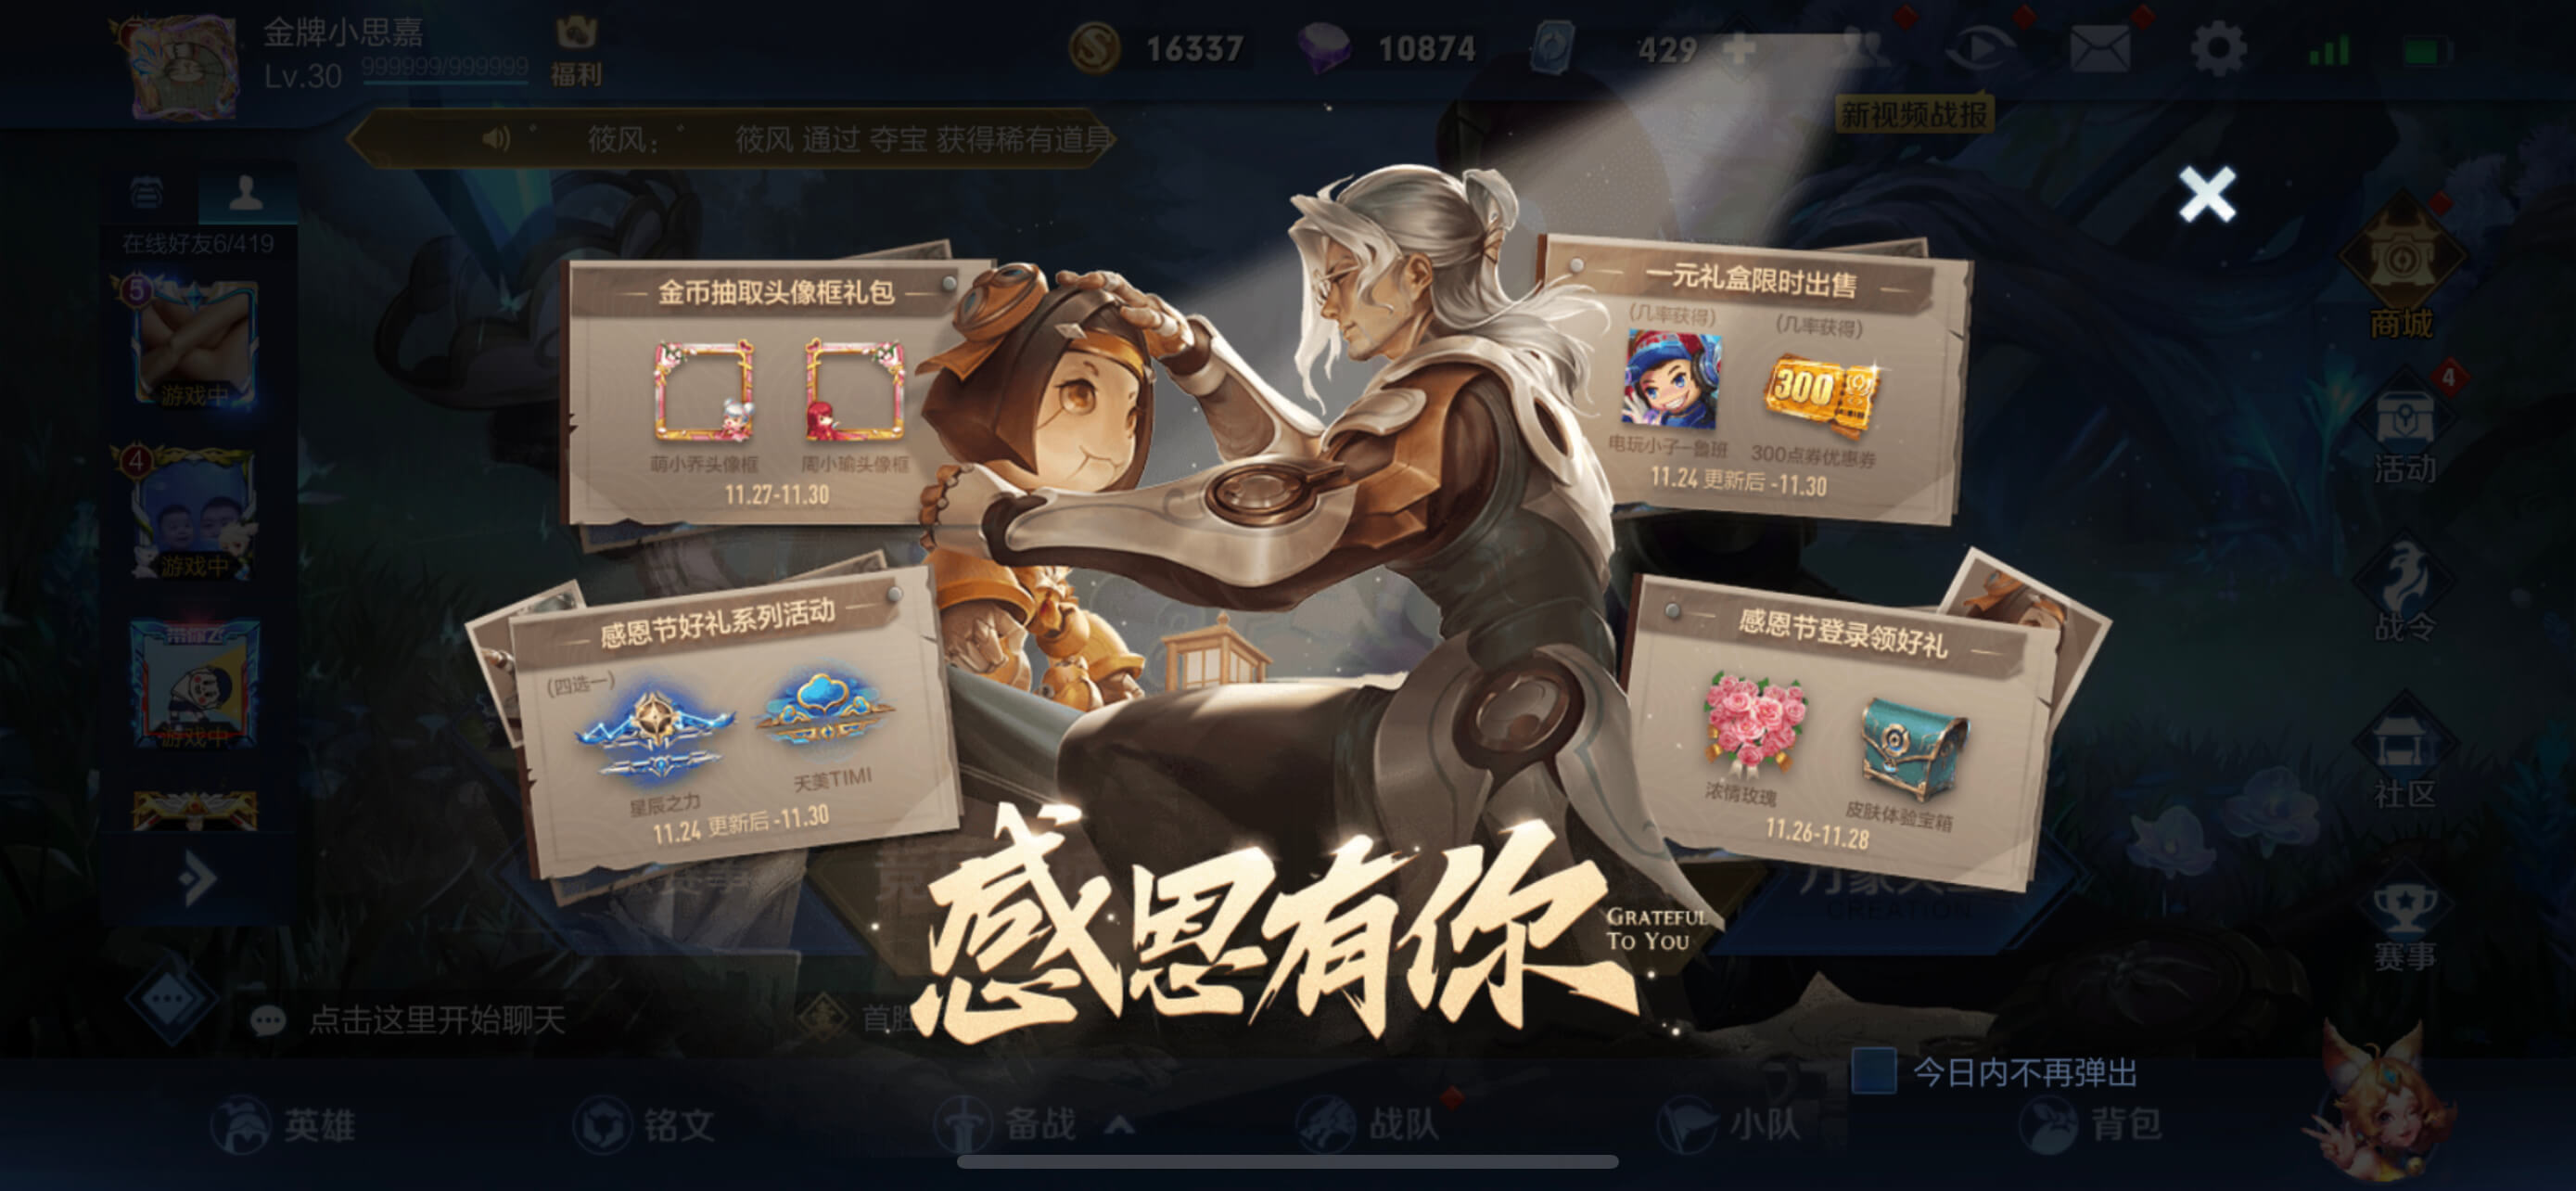 金牌小思嘉
Lv.30 999999/999999
福利
16337
10874
429
新视频战报
筱风： 筱风 通过 夺宝 获得稀有道具
在线好友6/419
5
游戏中
4
游戏中
带你飞
游戏中
金币抽取头像框礼包
萌小乔头像框 周小瑜头像框
11.27-11.30
一元礼盒限时出售
(几率获得) (几率获得)
300
电玩小子—鲁班 300点券优惠券
11.24 更新后 -11.30
感恩节好礼系列活动
(四选一)
星辰之力 天美TIMI
11.24 更新后 -11.30
感恩节登录领好礼
浓情玫瑰 皮肤体验宝箱
11.26-11.28
感恩有你
GRATEFUL
TO YOU
商城
4
活动
战令
社区
赛事
CREATION
点击这里开始聊天
首胜
今日内不再弹出
英雄
铭文
备战
战队
小队
背包